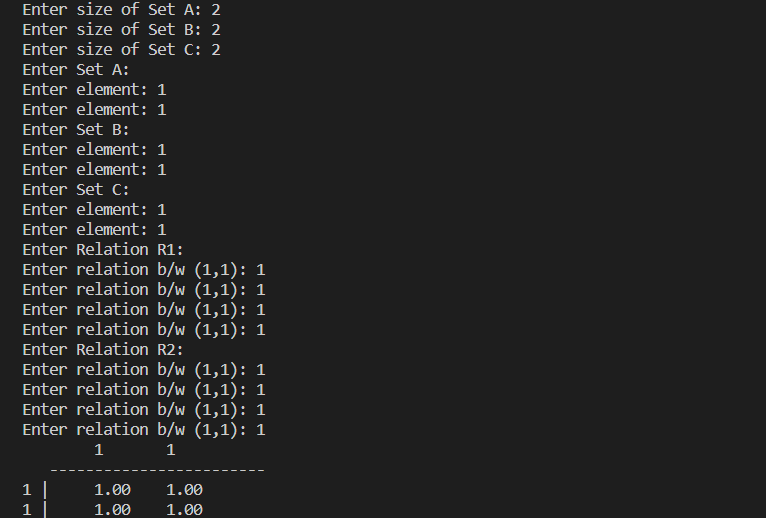 Enter size of Set A: 2
Enter size of Set B: 2
Enter size of Set C: 2
Enter Set A:
Enter element: 1
Enter element: 1
Enter Set B:
Enter element: 1
Enter element: 1
Enter Set C:
Enter element: 1
Enter element: 1
Enter Relation R1:
Enter relation b/w (1,1): 1
Enter relation b/w (1,1): 1
Enter relation b/w (1,1): 1
Enter relation b/w (1,1): 1
Enter Relation R2:
Enter relation b/w (1,1): 1
Enter relation b/w (1,1): 1
Enter relation b/w (1,1): 1
Enter relation b/w (1,1): 1
        1       1
   ------------------------
1 |     1.00    1.00
1 |     1.00    1.00